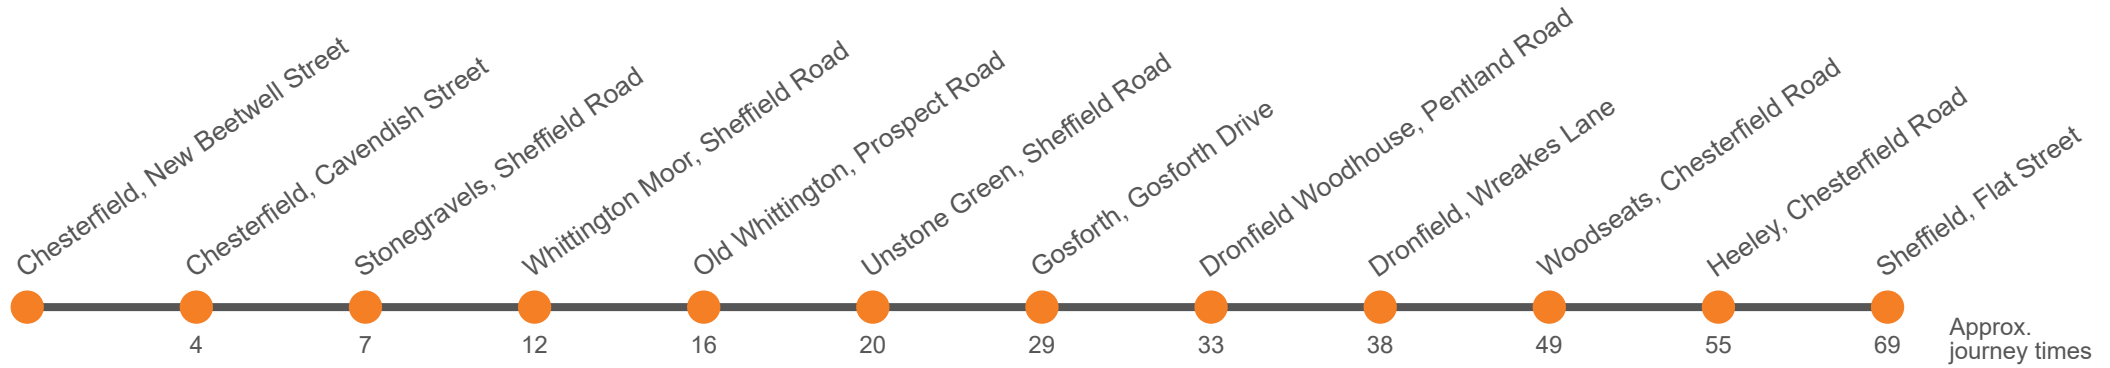 Chesterfield, New Beetwell Street
Chesterfield, Cavendish Street
Stonegravels, Sheffield Road
Whittington Moor, Sheffield Road
Old Whittington, Prospect Road
Unstone Green, Sheffield Road
Gosforth, Gosforth Drive
Dronfield Woodhouse, Pentland Road
Dronfield, Wreakes Lane
Woodseats, Chesterfield Road
Heeley, Chesterfield Road
Sheffield, Flat Street
4 7 12 16 20 29 33 38 49 55 69
Approx.
journey times